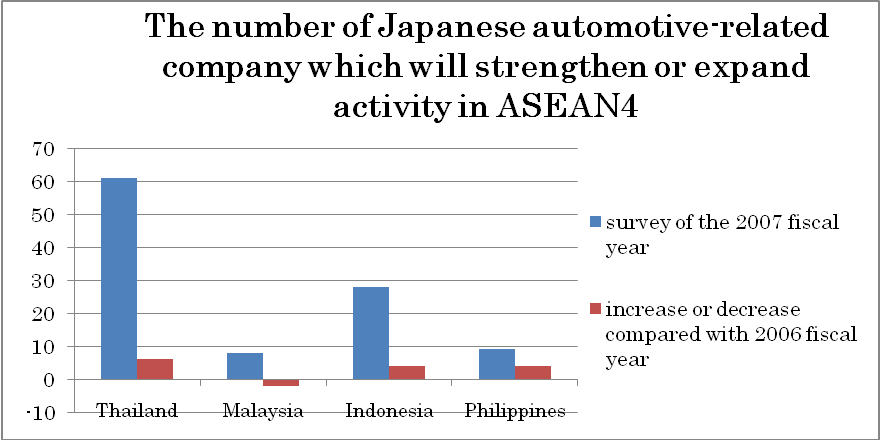 The number of Japanese automotive-related
company which will strengthen or expand
activity in ASEAN4
70
60
50
40
30
20
10
0
-10
Thailand Malaysia Indonesia Philippines
survey of the 2007 fiscal
year
increase or decrease
compared with 2006 fiscal
year